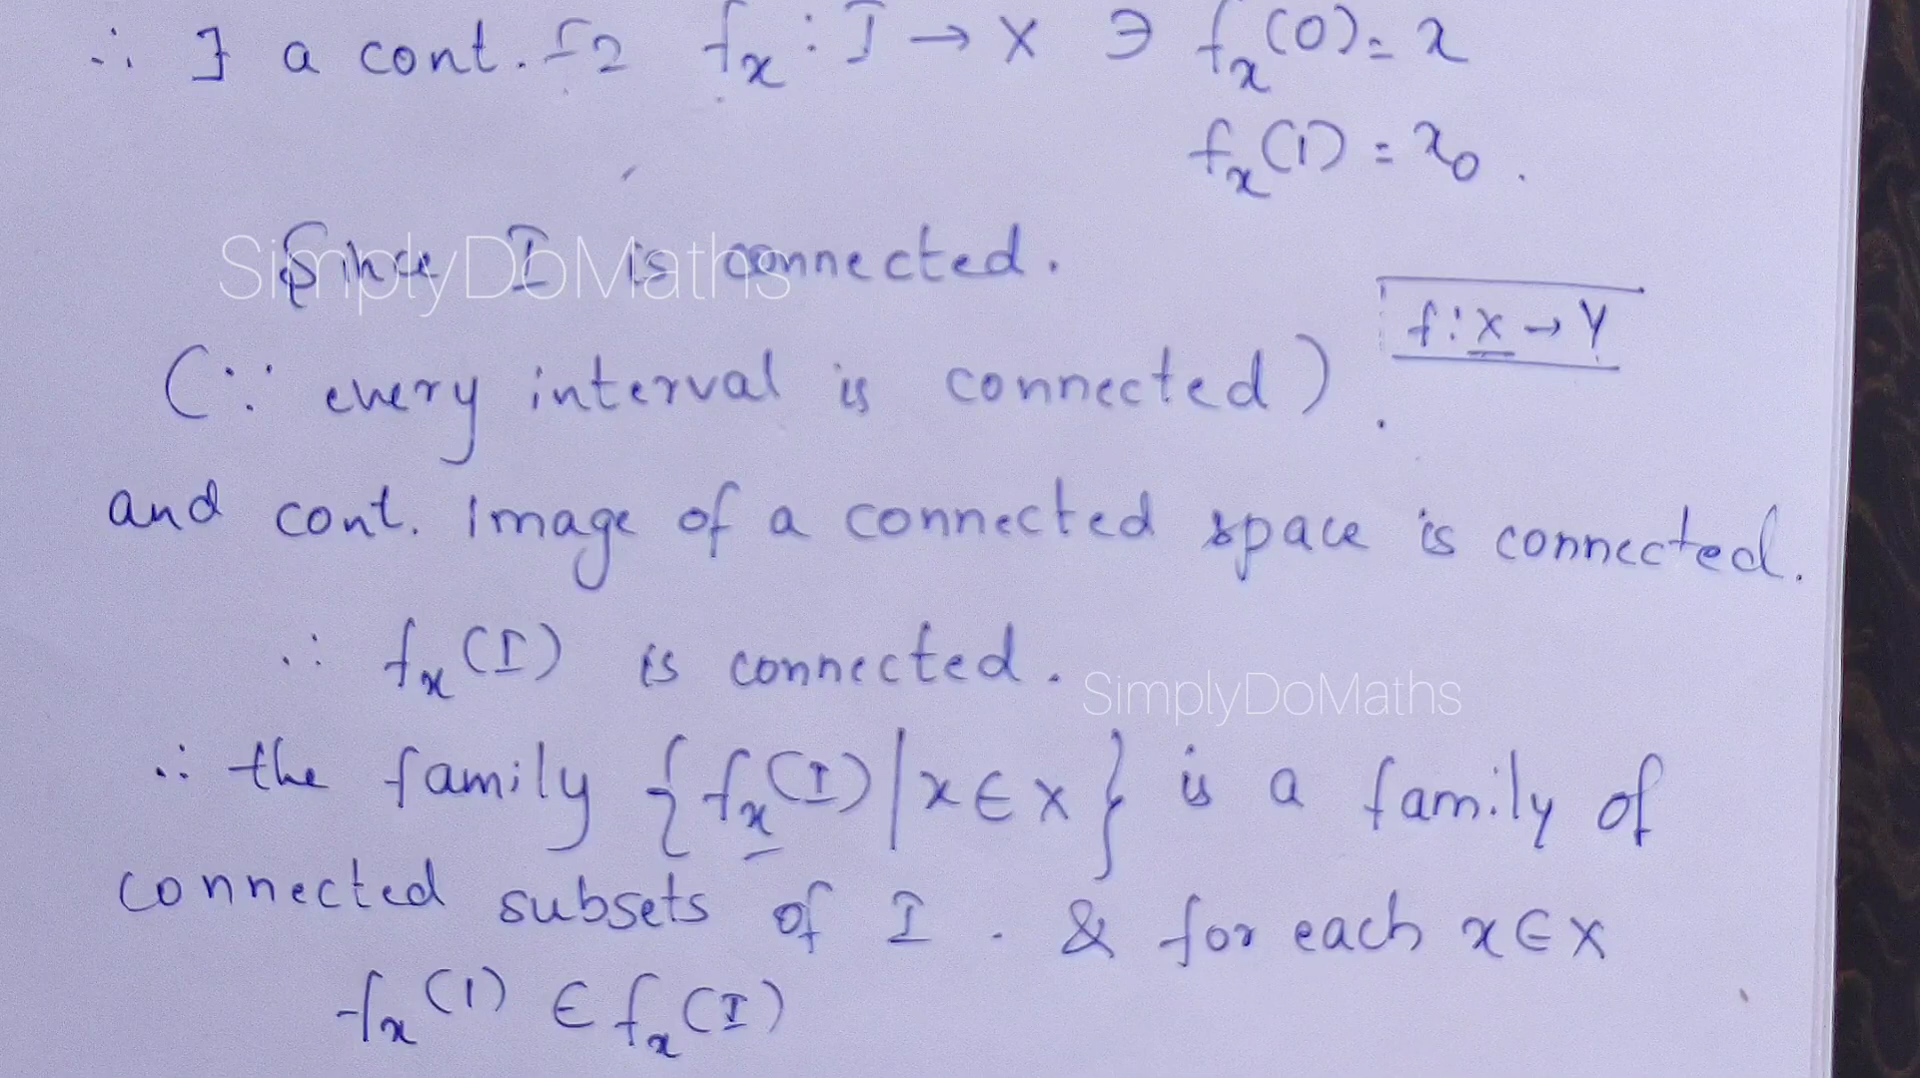 ∴ ∃ a cont. fn fx : I → X ∋ fx(0) = x
fx(1) = x0 .
Since I is connected.
SimplyDoMaths
f : X → Y
(∵ every interval is connected) .
and cont. image of a connected space is connected.
∴ fx(I) is connected.
SimplyDoMaths
∴ the family {fx(I) | x ∈ X} is a family of
connected subsets of I . & for each x ∈ X
fx(1) ∈ fx(I)